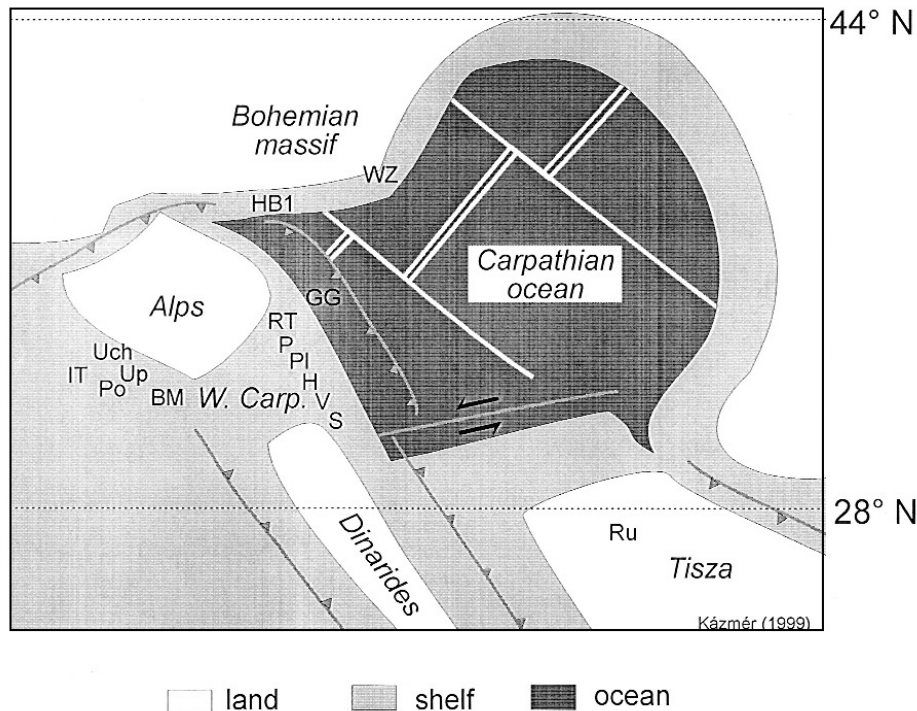 44° N
Bohemian
massif
WZ
HB1
Carpathian
ocean
Alps
GG
RT
P
Uch
PI
IT
Up
H
Po
BM
W. Carp.
V
S
28° N
Dinarides
Ru
Tisza
Kázmér (1999)
land
shelf
ocean